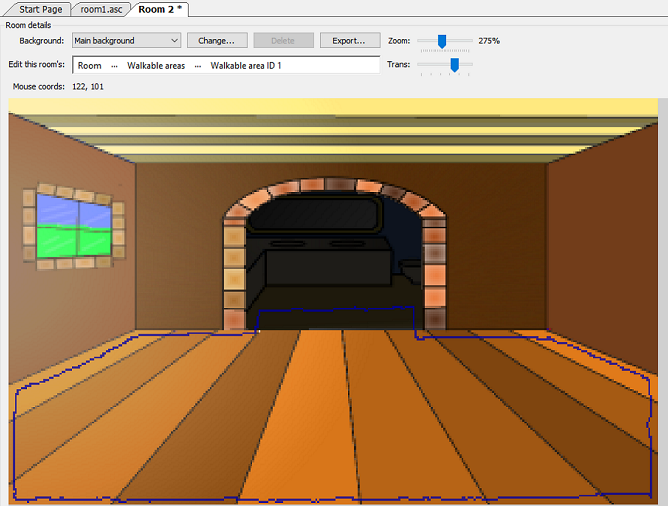 Start Page room1.asc Room 2 *
Room details
Background: Main background Change... Delete Export... Zoom: 275%
Edit this room's: Room ... Walkable areas ... Walkable area ID 1 Trans:
Mouse coords: 122, 101